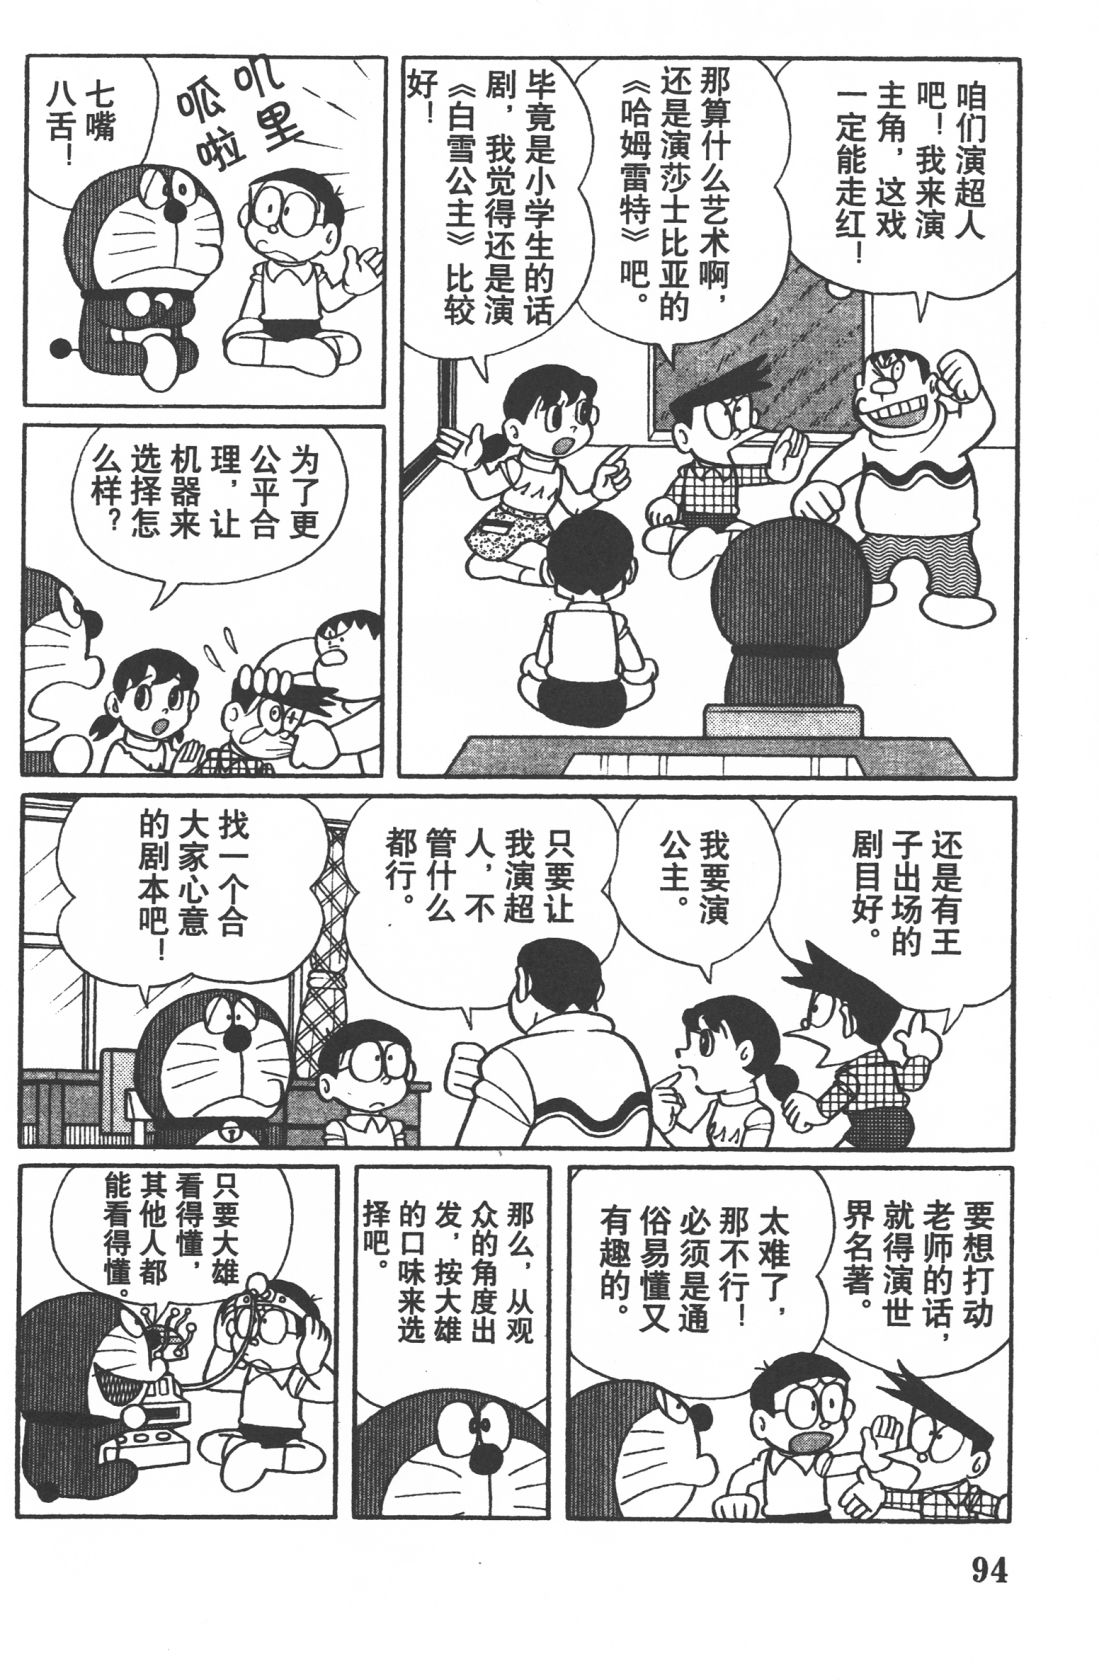 咱们演超人
吧！我来演
主角，这戏
一定能走红！
那算什么艺术啊，
还是演莎士比亚的
《哈姆雷特》吧。
毕竟是小学生的话
剧，我觉得还是演
《白雪公主》比较
好！
叽里
呱啦
七嘴
八舌！
为了更
公平合
理，让
机器来
选择怎
么样？
还是有王
子出场的
剧目好。
我要演
公主。
只要让
我演超
人，不
管什么
都行。
找一个合
大家心意
的剧本吧！
要想打动
老师的话，
就得演世
界名著。
太难了，
那不行！
必须是通
俗易懂又
有趣的。
那么，从观
众的角度出
发，按大雄
的口味来选
择吧。
只要大雄
看得懂，
其他人都
能看得懂。
94